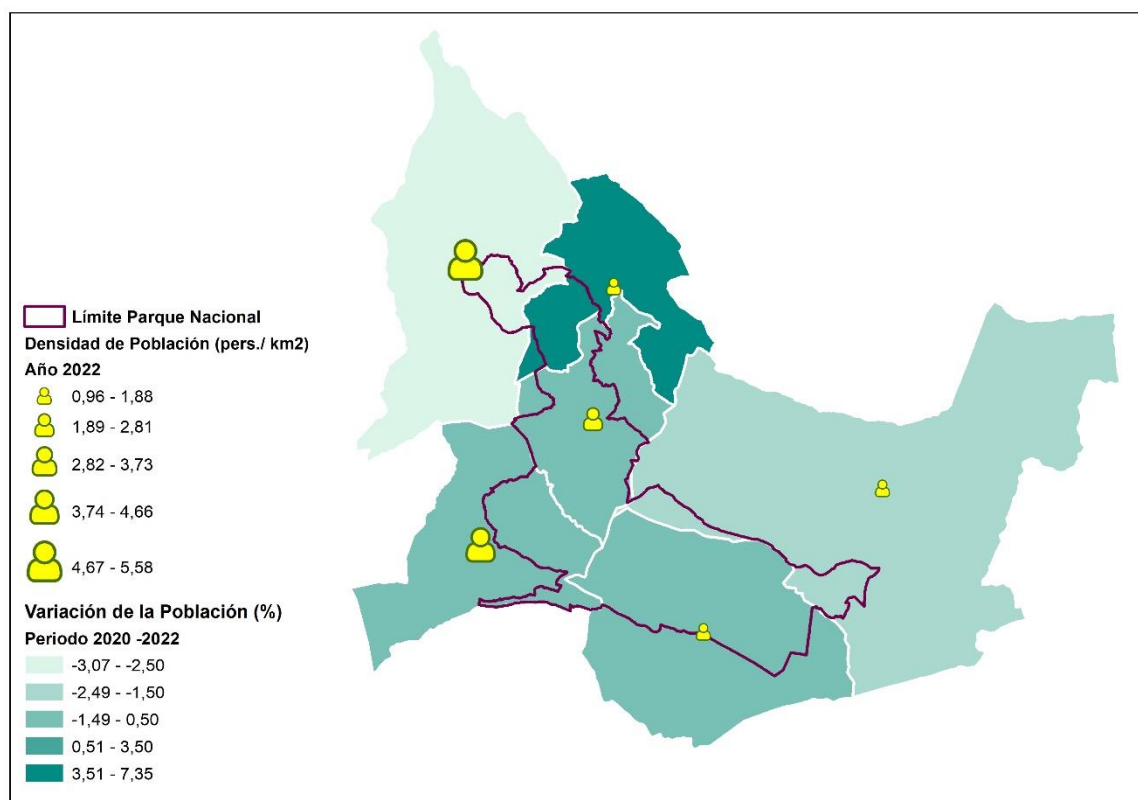 Límite Parque Nacional
Densidad de Población (pers./ km2)
Año 2022
0,96 - 1,88
1,89 - 2,81
2,82 - 3,73
3,74 - 4,66
4,67 - 5,58
Variación de la Población (%)
Periodo 2020 -2022
-3,07 - -2,50
-2,49 - -1,50
-1,49 - 0,50
0,51 - 3,50
3,51 - 7,35